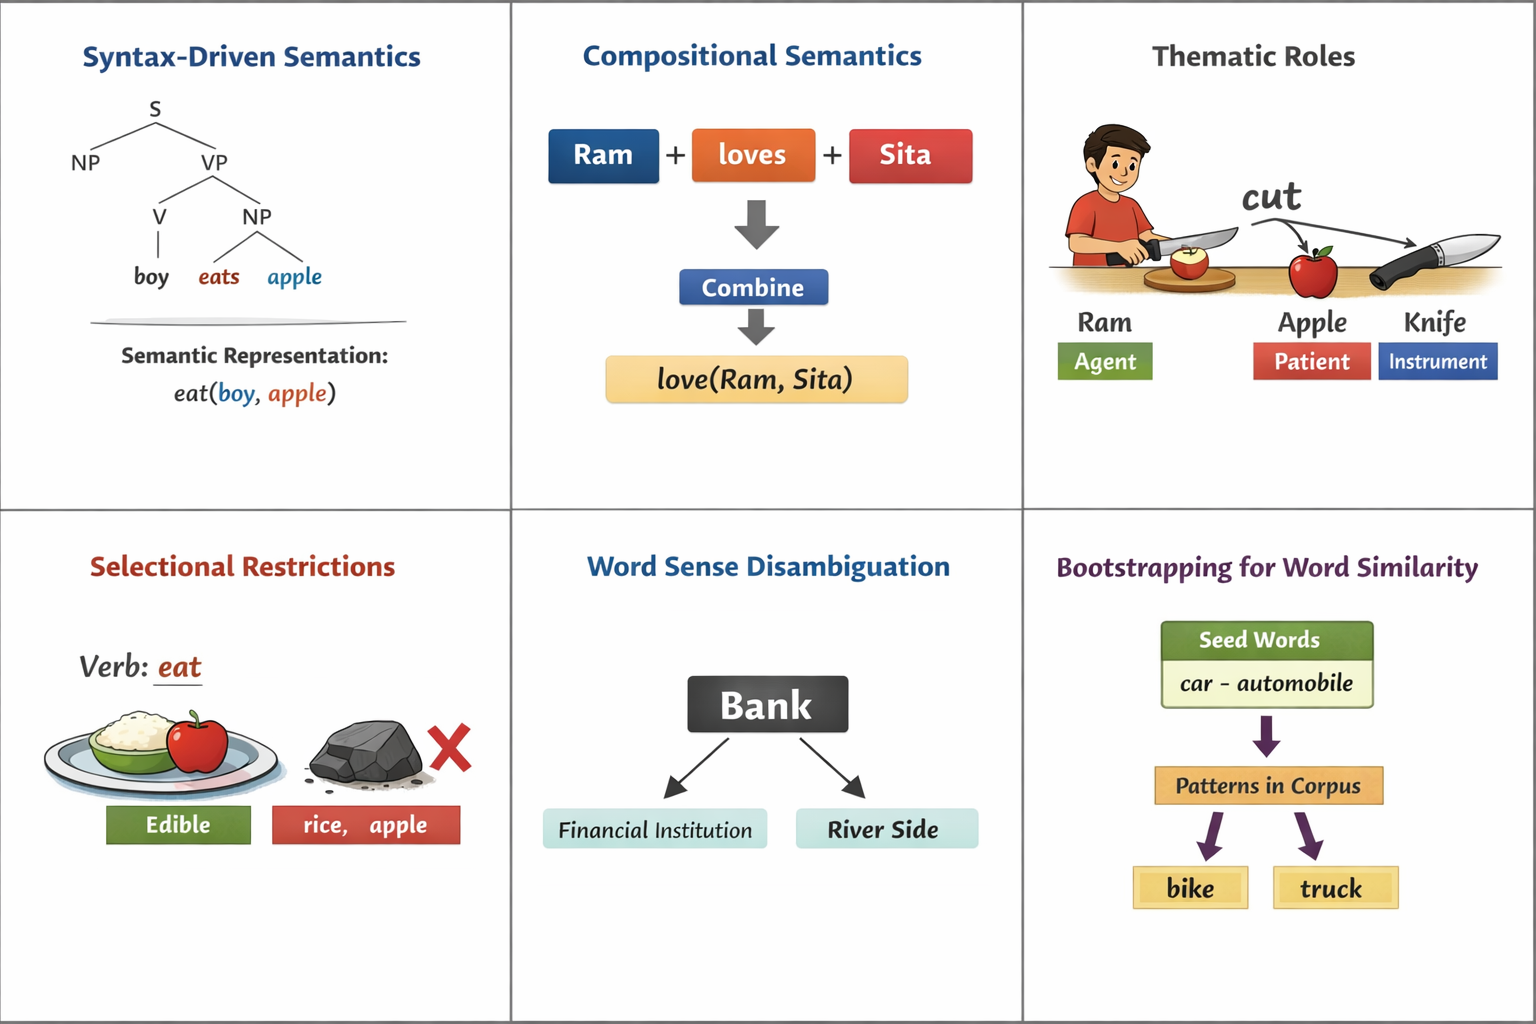 Syntax-Driven Semantics
S
NP VP
V NP
boy eats apple
Semantic Representation:
eat(boy, apple)
Compositional Semantics
Ram + loves + Sita
Combine
love(Ram, Sita)
Thematic Roles
cut
Ram Apple Knife
Agent Patient Instrument
Selectional Restrictions
Verb: eat
Edible rice, apple
Word Sense Disambiguation
Bank
Financial Institution River Side
Bootstrapping for Word Similarity
Seed Words
car - automobile
Patterns in Corpus
bike truck